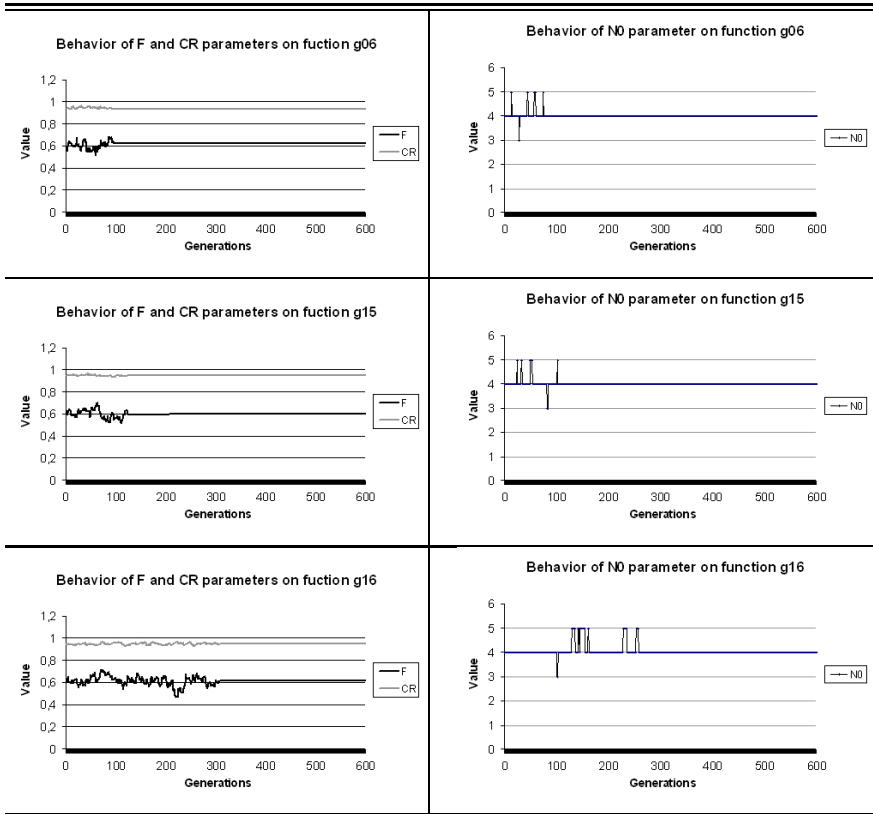 Behavior of F and CR parameters on fuction g06
1,2
1
0,8
0,6
0,4
0,2
0
Value
0 100 200 300 400 500 600
Generations
F
CR
Behavior of N0 parameter on function g06
6
5
4
3
2
1
0
Value
0 100 200 300 400 500 600
Generations
N0
Behavior of F and CR parameters on fuction g15
1,2
1
0,8
0,6
0,4
0,2
0
Value
0 100 200 300 400 500 600
Generations
F
CR
Behavior of N0 parameter on function g15
6
5
4
3
2
1
0
Value
0 100 200 300 400 500 600
Generations
N0
Behavior of F and CR parameters on fuction g16
1,2
1
0,8
0,6
0,4
0,2
0
Value
0 100 200 300 400 500 600
Generations
F
CR
Behavior of N0 parameter on function g16
6
5
4
3
2
1
0
Value
0 100 200 300 400 500 600
Generations
N0